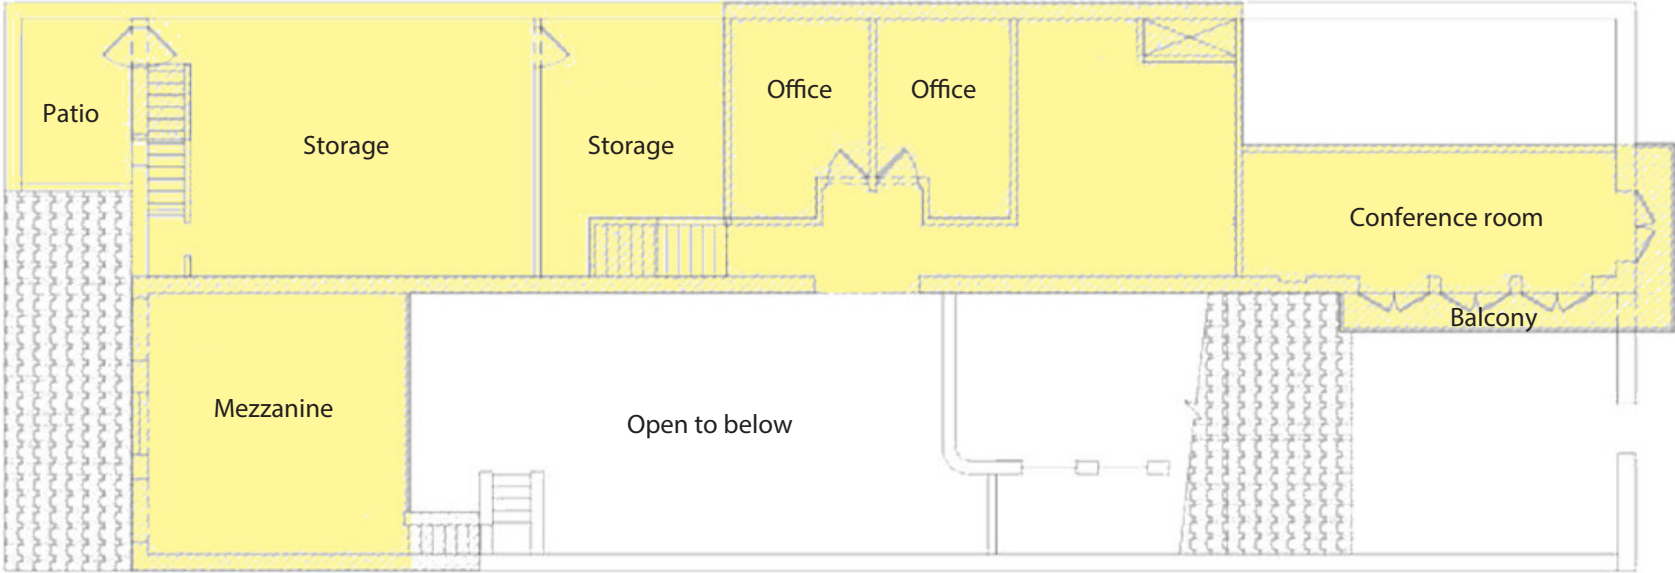 Office
Office
Patio
Storage
Storage
Conference room
Balcony
Mezzanine
Open to below